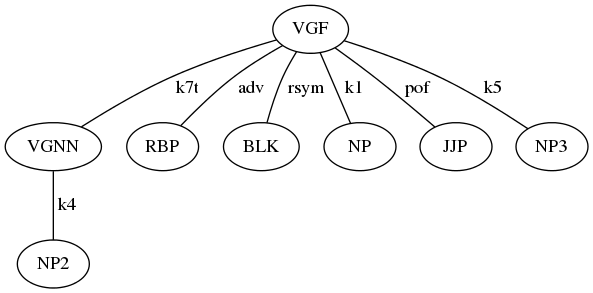 VGF
k7t adv rsym k1 pof k5
VGNN RBP BLK NP JJP NP3
k4
NP2